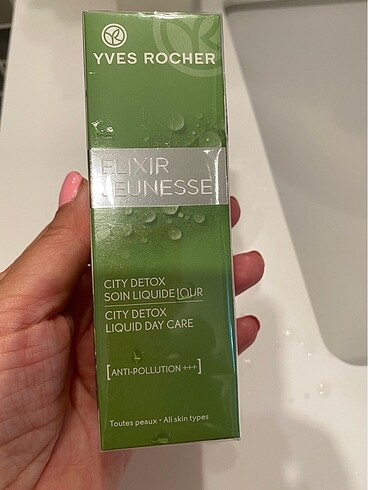 YVES ROCHER
ELIXIR
JEUNESSE
CITY DETOX
SOIN LIQUIDE JOUR
CITY DETOX
LIQUID DAY CARE
[ANTI-POLLUTION +++]
Toutes peaux • All skin types